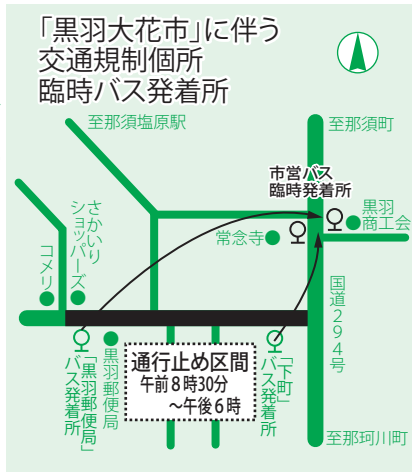 「黒羽大花市」に伴う
交通規制個所
臨時バス発着所
至那須塩原駅
至那須町
市営バス
臨時発着所
黒羽
商工会
常念寺
さかいり
ショッパーズ
コメリ
国道294号
「黒羽郵便局」
バス発着所
黒羽郵便局
通行止め区間
午前8時30分
～午後6時
「下町」
バス発着所
至那珂川町